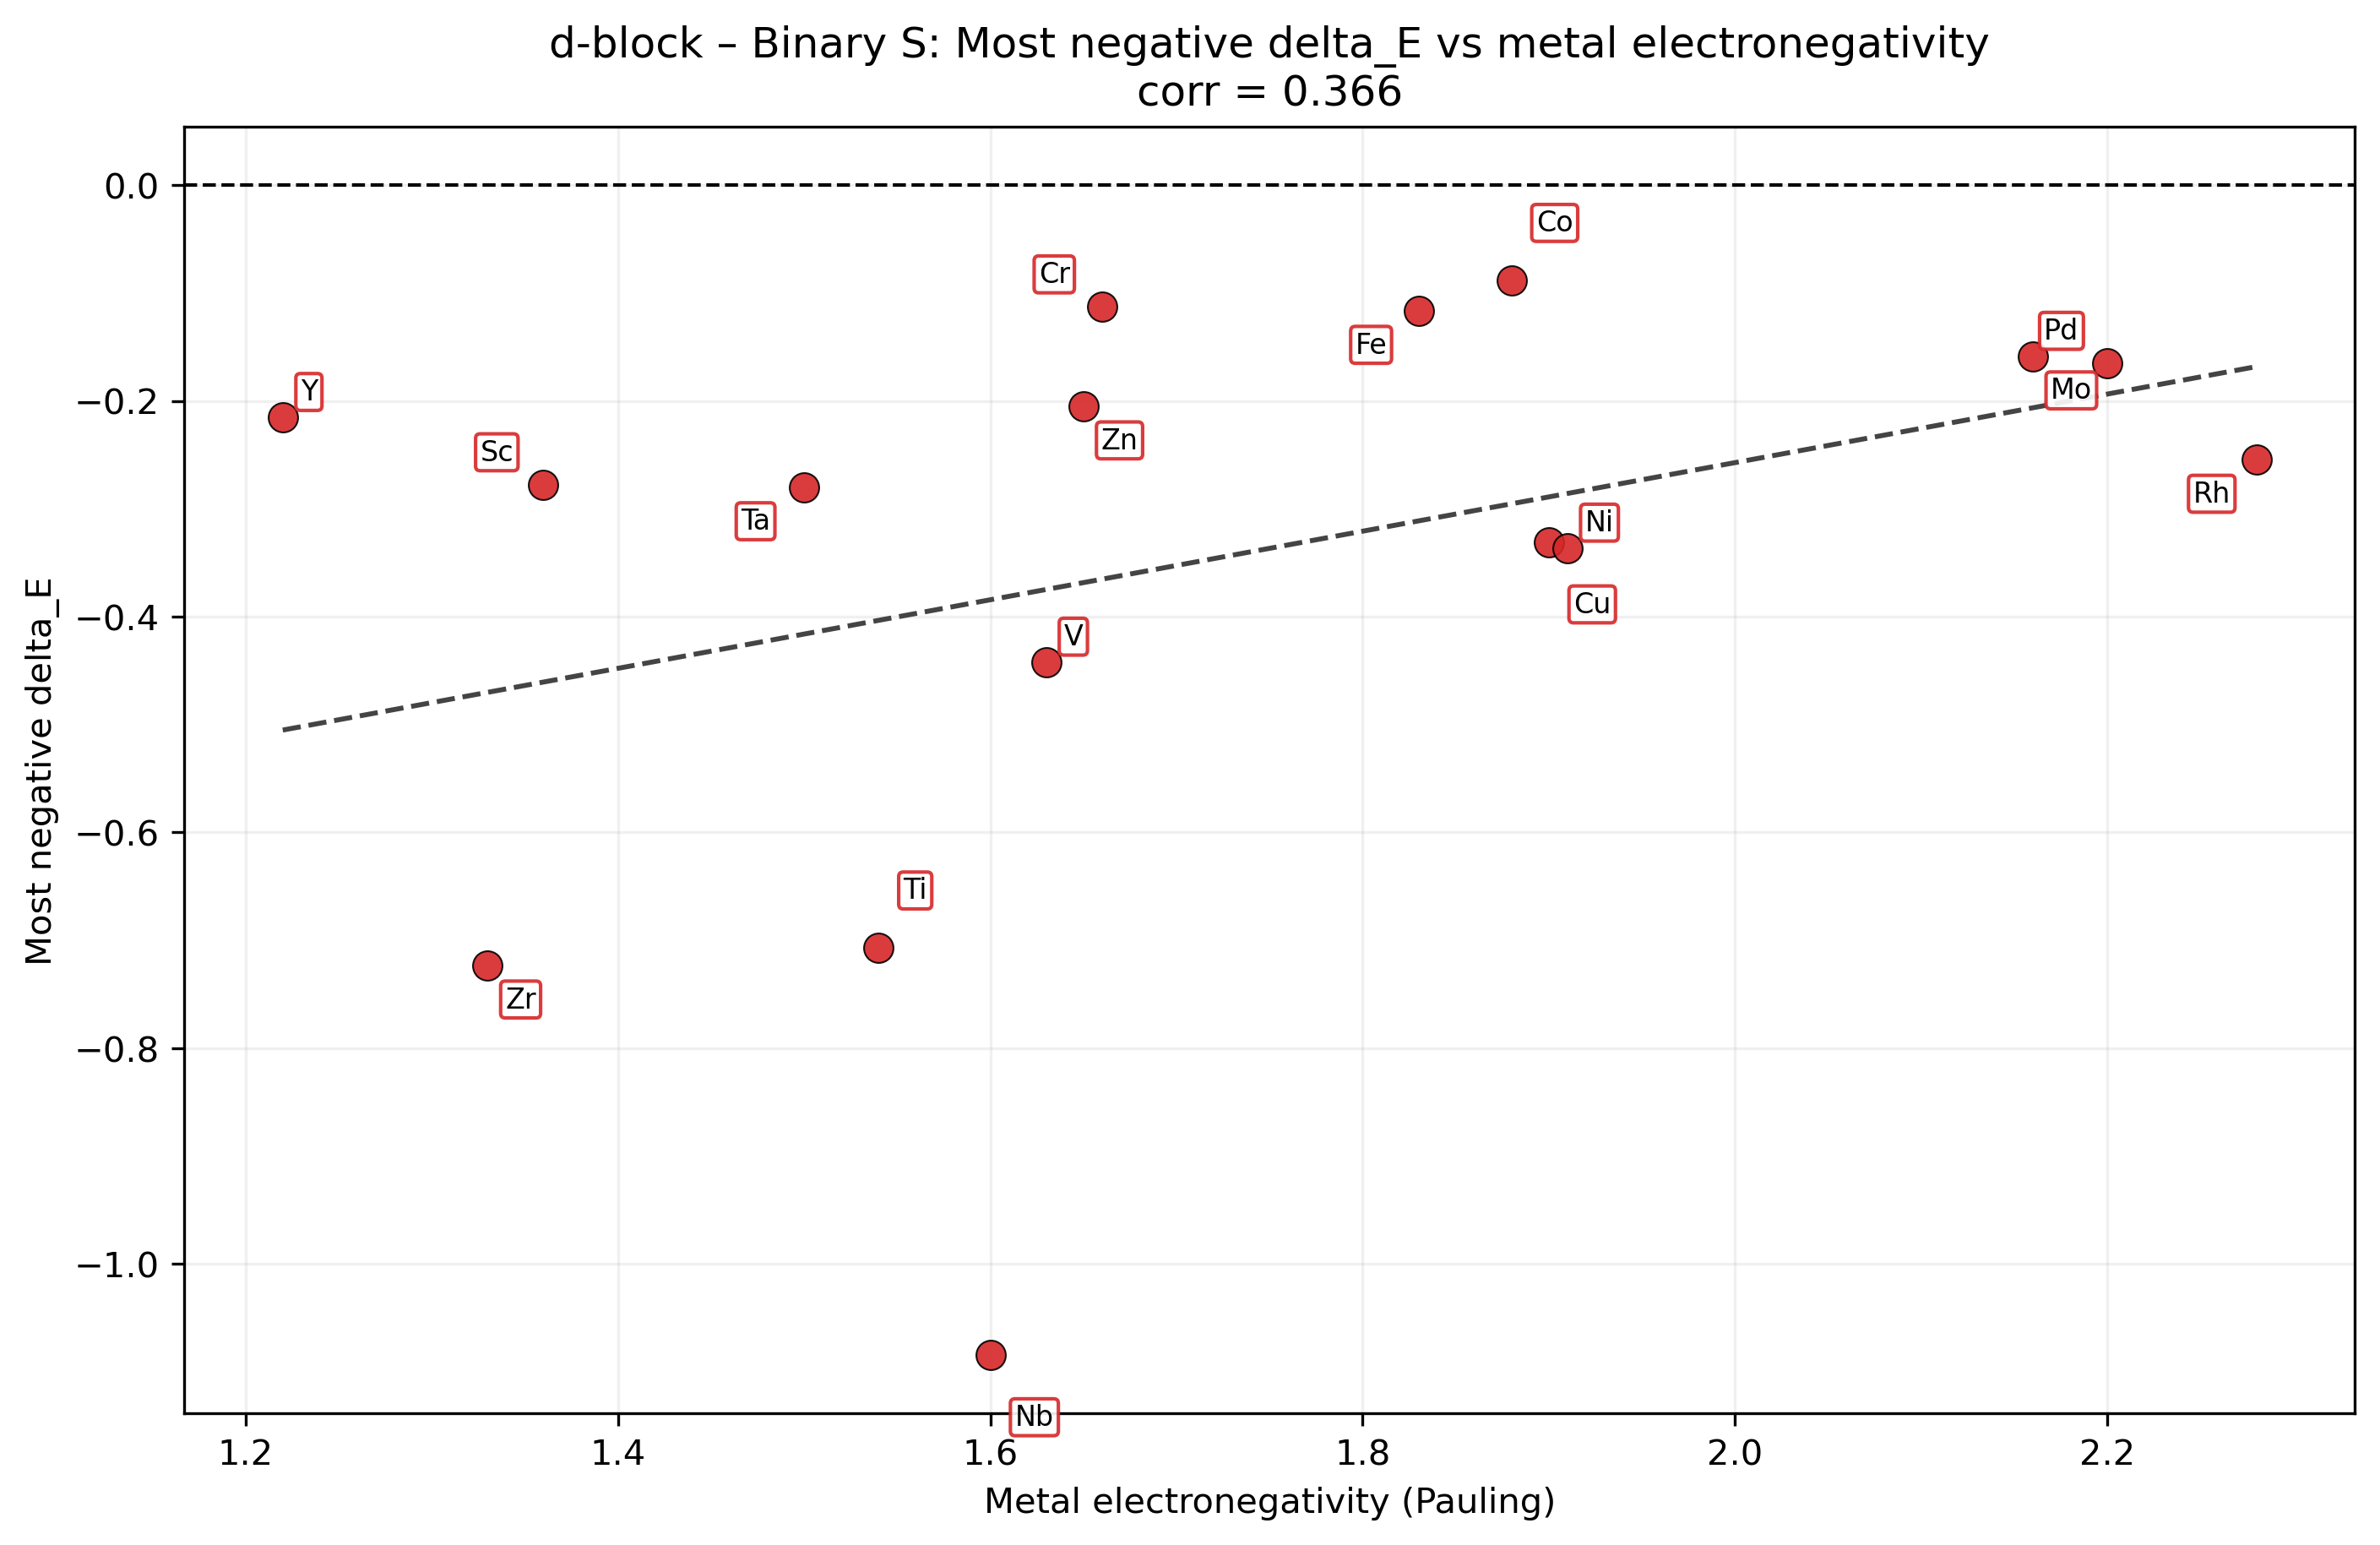 d-block – Binary S: Most negative delta_E vs metal electronegativity
corr = 0.366
Most negative delta_E
0.0
−0.2
−0.4
−0.6
−0.8
−1.0
Co
Cr
Pd
Fe
Y
Mo
Zn
Sc
Rh
Ta
Ni
Cu
V
Ti
Zr
Nb
1.2
1.4
1.6
1.8
2.0
2.2
Metal electronegativity (Pauling)